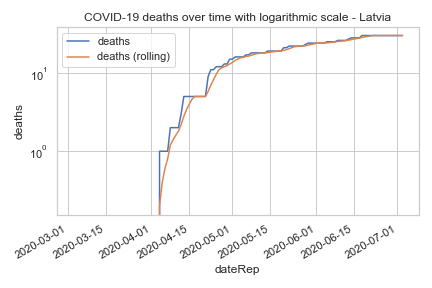 COVID-19 deaths over time with logarithmic scale - Latvia
deaths
deaths (rolling)
10¹
10⁰
deaths
2020-03-01
2020-03-15
2020-04-01
2020-04-15
2020-05-01
2020-05-15
2020-06-01
2020-06-15
2020-07-01
dateRep